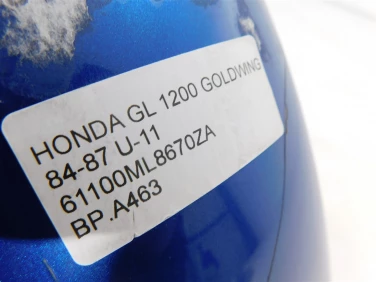 HONDA GL 1200 GOLDWING
84-87 U-11
61100ML8670ZA
BP.A463